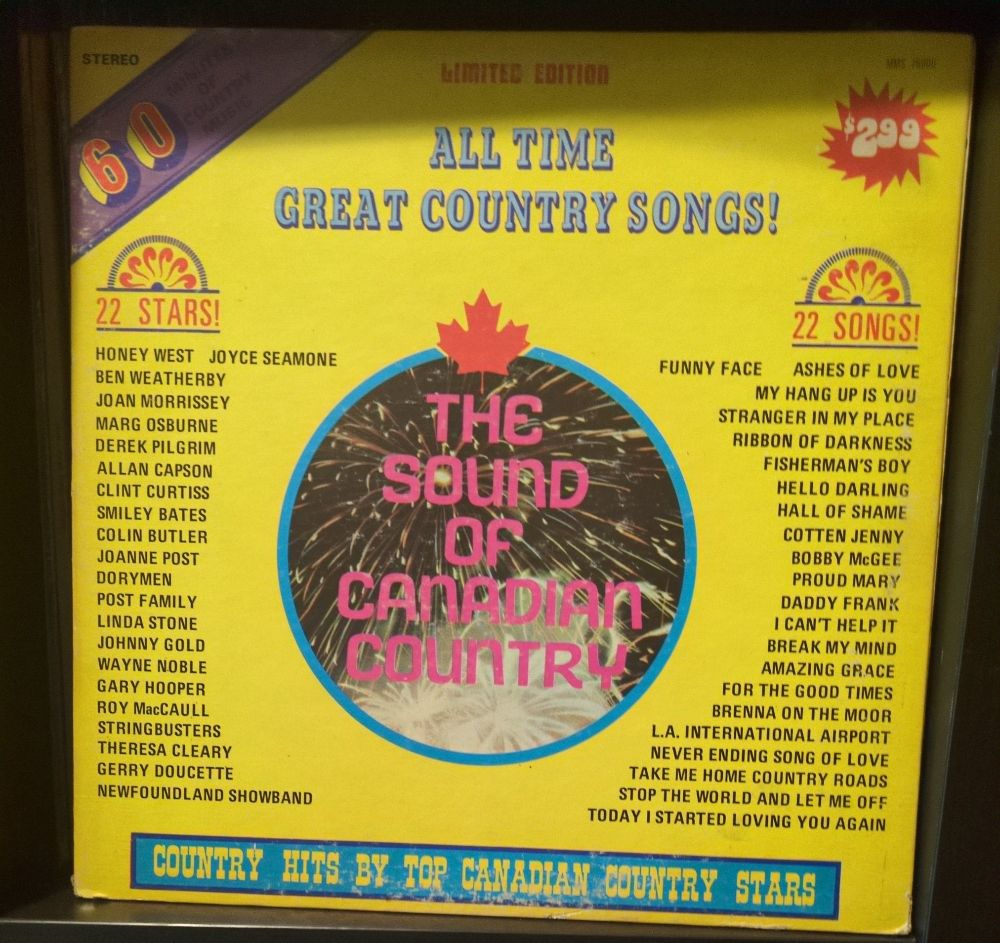 STEREO
LIMITED EDITION
60 MINUTES
OF
COUNTRY
MUSIC
$2.99
ALL TIME
GREAT COUNTRY SONGS!
22 STARS!
HONEY WEST JOYCE SEAMONE
BEN WEATHERBY
JOAN MORRISSEY
MARG OSBURNE
DEREK PILGRIM
ALLAN CAPSON
CLINT CURTISS
SMILEY BATES
COLIN BUTLER
JOANNE POST
DORYMEN
POST FAMILY
LINDA STONE
JOHNNY GOLD
WAYNE NOBLE
GARY HOOPER
ROY MacCAULL
STRINGBUSTERS
THERESA CLEARY
GERRY DOUCETTE
NEWFOUNDLAND SHOWBAND
THE
SOUND
OF
CANADIAN
COUNTRY
22 SONGS!
FUNNY FACE ASHES OF LOVE
MY HANG UP IS YOU
STRANGER IN MY PLACE
RIBBON OF DARKNESS
FISHERMAN'S BOY
HELLO DARLING
HALL OF SHAME
COTTEN JENNY
BOBBY McGEE
PROUD MARY
DADDY FRANK
I CAN'T HELP IT
BREAK MY MIND
AMAZING GRACE
FOR THE GOOD TIMES
BRENNA ON THE MOOR
L.A. INTERNATIONAL AIRPORT
NEVER ENDING SONG OF LOVE
TAKE ME HOME COUNTRY ROADS
STOP THE WORLD AND LET ME OFF
TODAY I STARTED LOVING YOU AGAIN
COUNTRY HITS BY TOP CANADIAN COUNTRY STARS